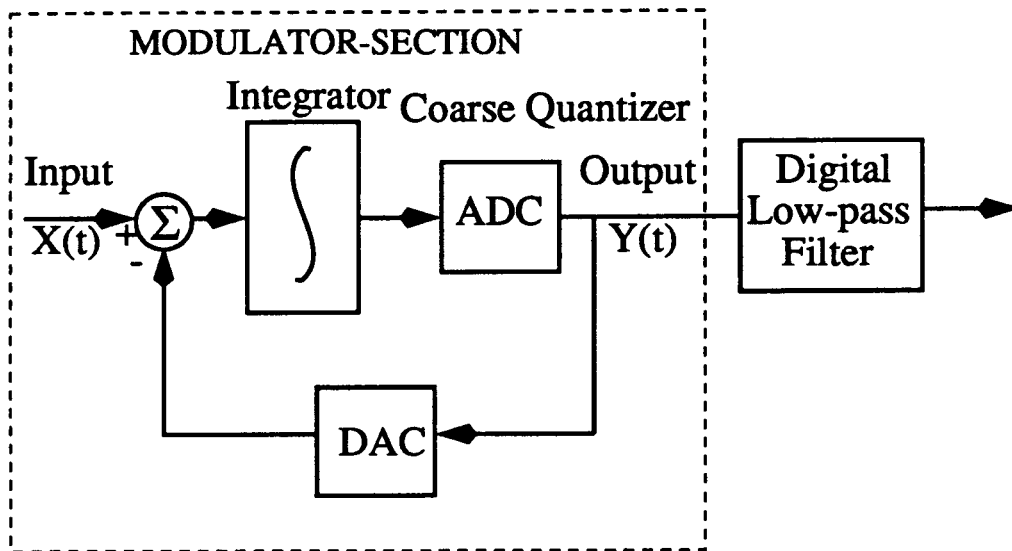 MODULATOR-SECTION
Integrator
Coarse Quantizer
Input
X(t)
+
-
Σ
∫
ADC
Output
Y(t)
Digital
Low-pass
Filter
DAC